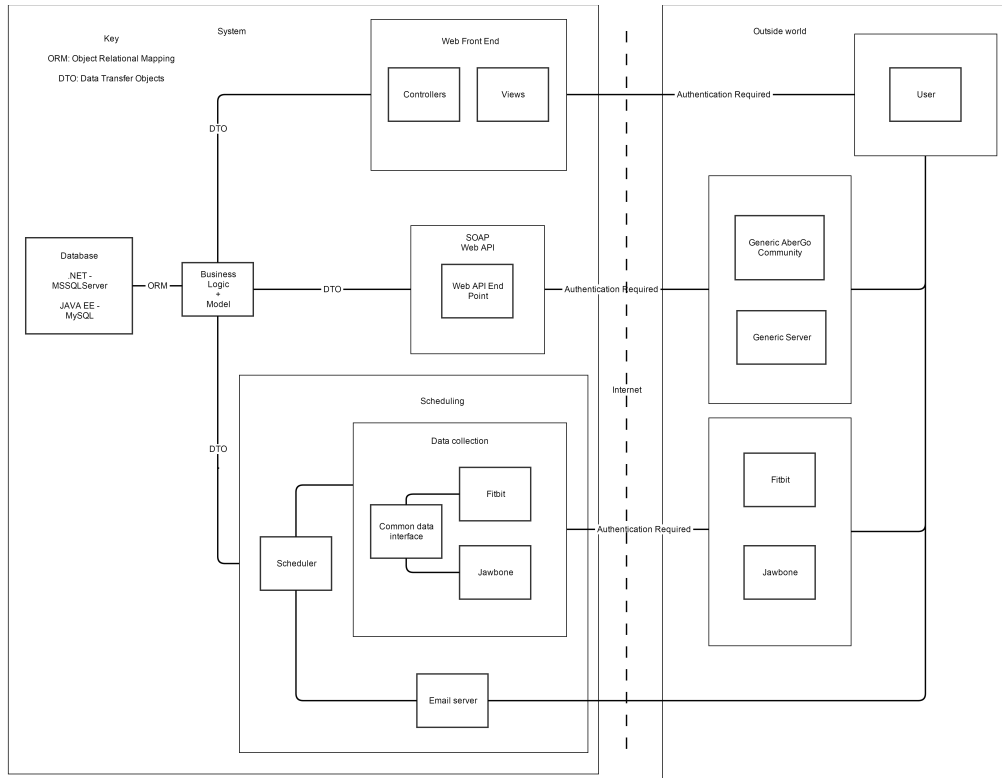 Key
ORM: Object Relational Mapping
DTO: Data Transfer Objects
System
Outside world
Web Front End
Controllers
Views
Authentication Required
User
DTO
Database
.NET -
MSSQLServer
JAVA EE -
MySQL
ORM
Business
Logic
+
Model
DTO
SOAP
Web API
Web API End
Point
Authentication Required
Generic AberGo
Community
Generic Server
Internet
DTO
Scheduling
Data collection
Scheduler
Common data
interface
Fitbit
Jawbone
Authentication Required
Fitbit
Jawbone
Email server